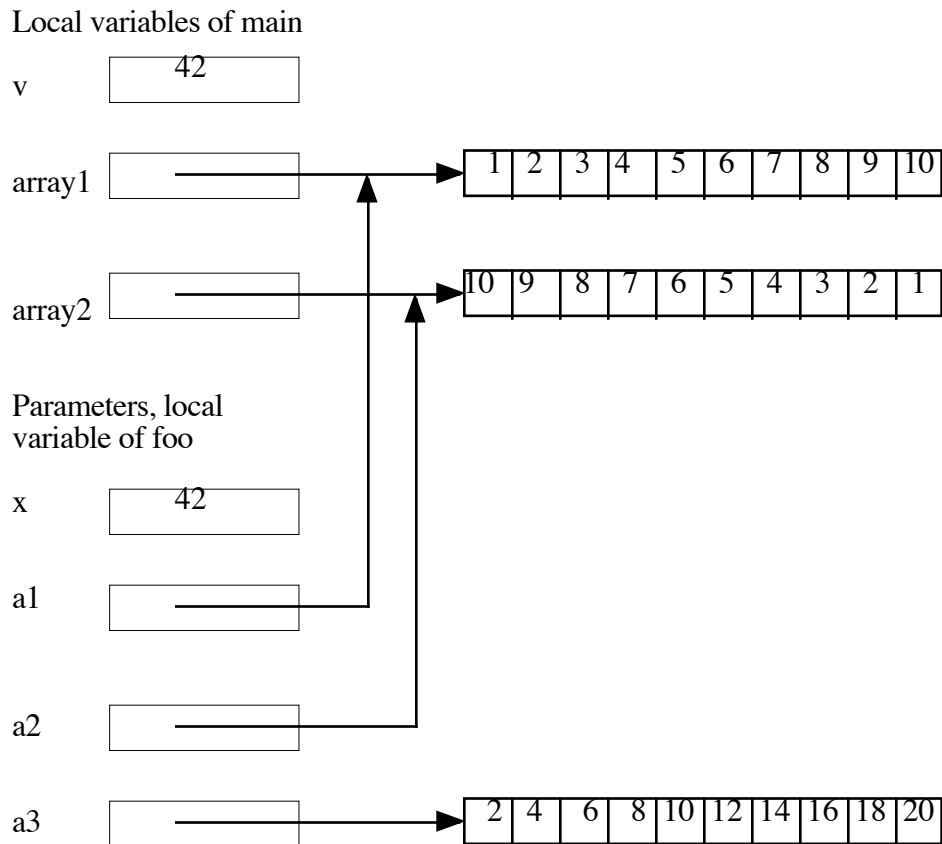 Local variables of main
v 42
array1 1 2 3 4 5 6 7 8 9 10
array2 10 9 8 7 6 5 4 3 2 1
Parameters, local
variable of foo
x 42
a1
a2
a3 2 4 6 8 10 12 14 16 18 20